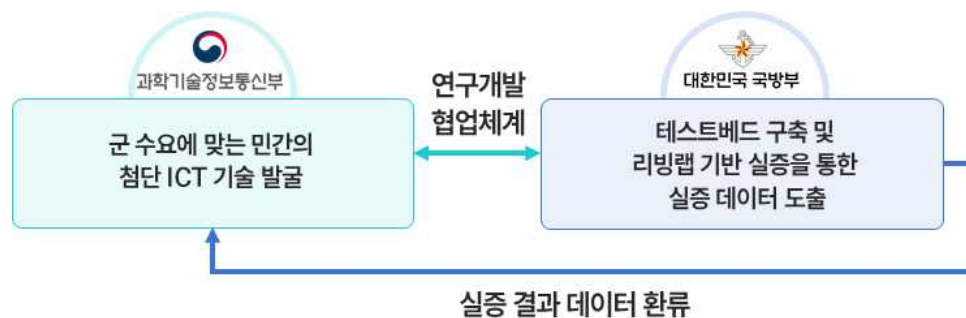 과학기술정보통신부
군 수요에 맞는 민간의
첨단 ICT 기술 발굴
연구개발
협업체계
대한민국 국방부
테스트베드 구축 및
리빙랩 기반 실증을 통한
실증 데이터 도출
실증 결과 데이터 환류